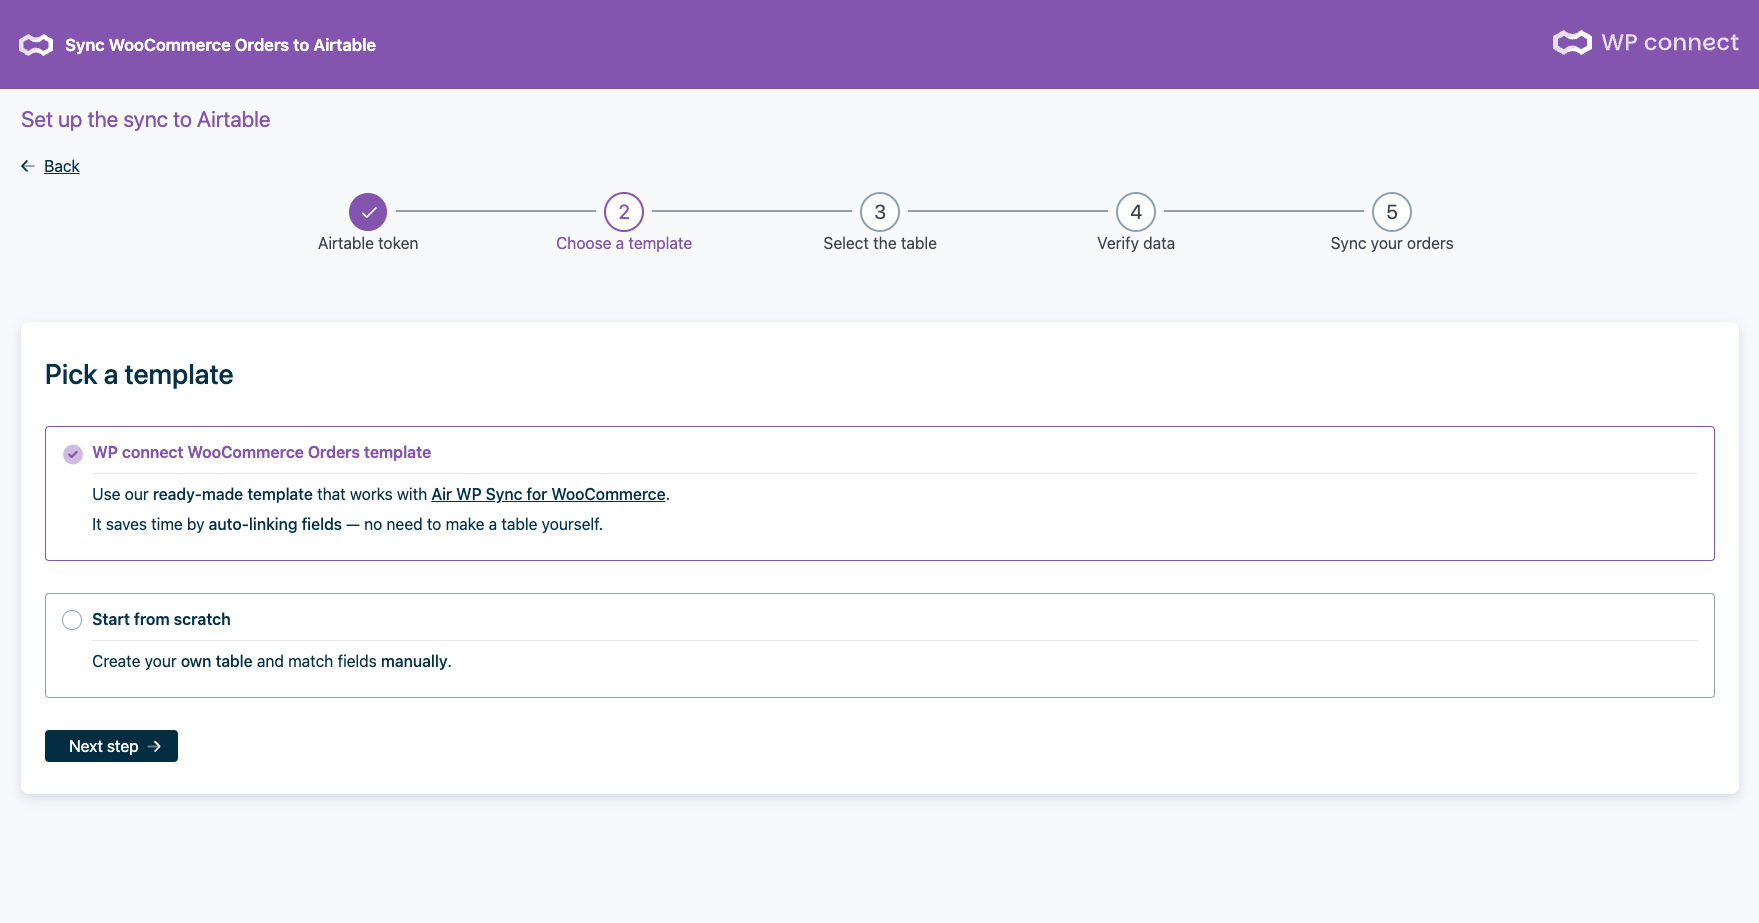 Sync WooCommerce Orders to Airtable
WP connect
Set up the sync to Airtable
← Back
2
3
4
5
Airtable token
Choose a template
Select the table
Verify data
Sync your orders
Pick a template
WP connect WooCommerce Orders template
Use our ready-made template that works with Air WP Sync for WooCommerce.
It saves time by auto-linking fields — no need to make a table yourself.
Start from scratch
Create your own table and match fields manually.
Next step →